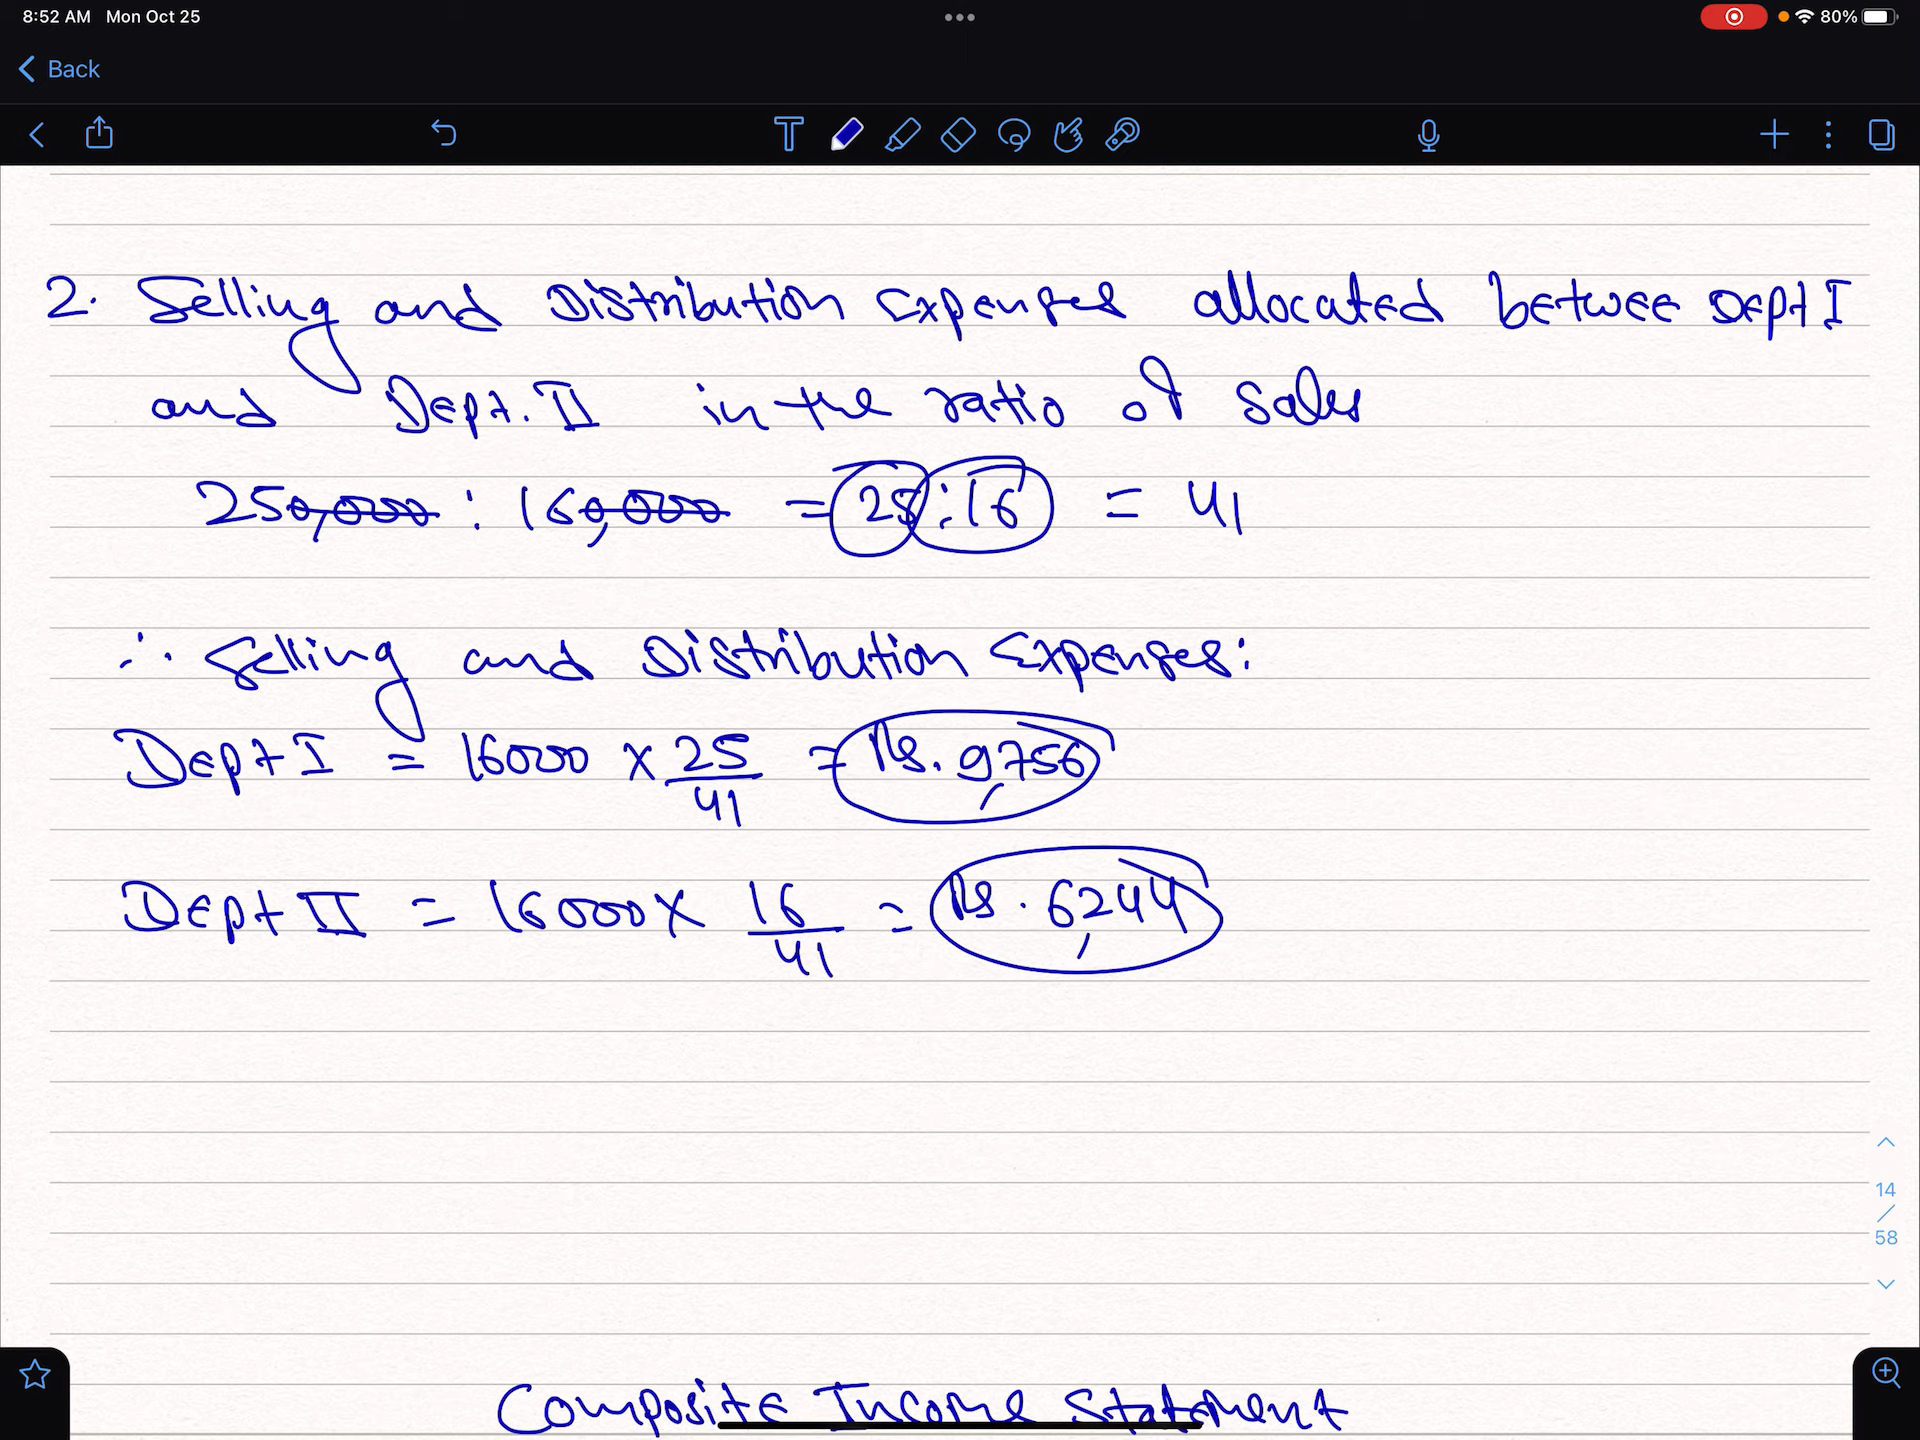 8:52 AM Mon Oct 25
80%
Back
2. Selling and Distribution Expenses allocated betwee Dept I
and Dept. II in the ratio of Sales
250,000 : 160,000 = 25 : 16 = 41
∴ Selling and Distribution Expenses:
Dept I = 16000 × 25/41 = Rs. 9,756
Dept II = 16000 × 16/41 = Rs. 6,244
14
/
58
Composite Income Statement